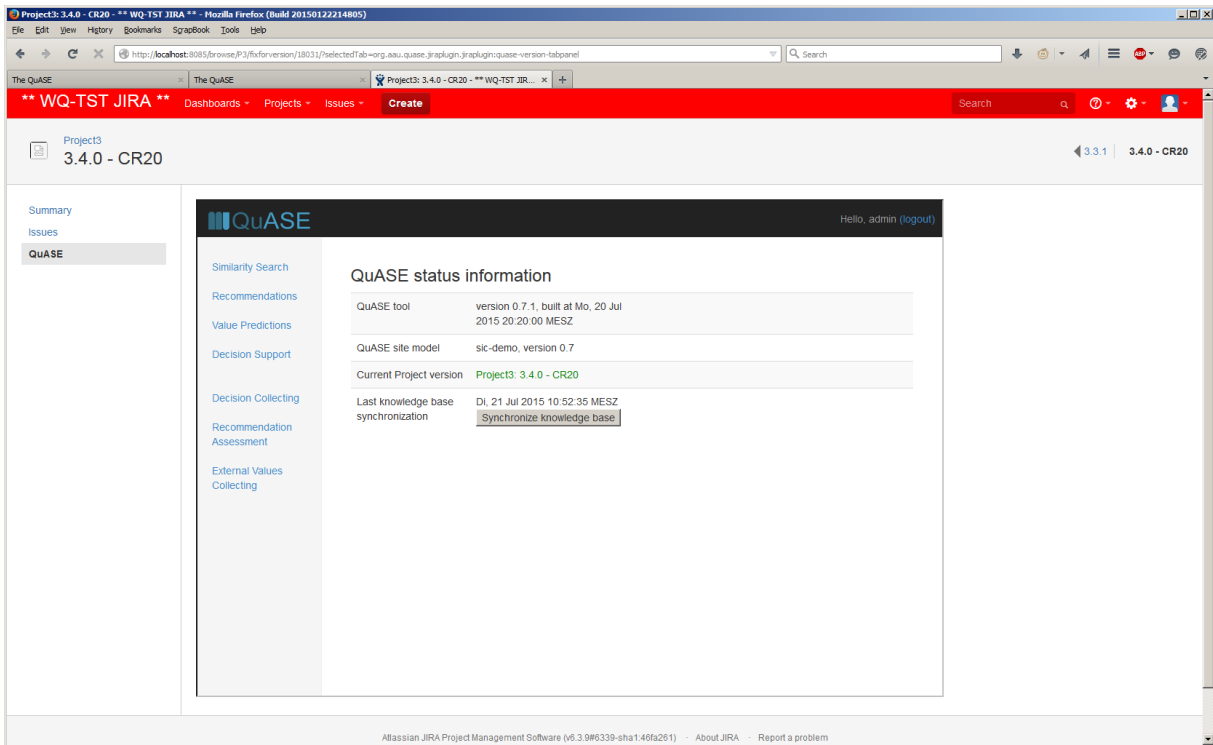 Project3: 3.4.0 - CR20 - ** WQ-TST JIRA ** - Mozilla Firefox (Build 20150122214805)
File Edit View History Bookmarks ScrapBook Tools Help
http://localhost:8085/browse/P3/fixforversion/18031/?selectedTab=org.aau.quase.jiraplugin.jiraplugin:quase-version-tabpanel
Search
ABP
The QuASE
The QuASE
Project3: 3.4.0 - CR20 - ** WQ-TST JIR...
** WQ-TST JIRA ** Dashboards Projects Issues Create Search
Project3
3.4.0 - CR20
3.3.1 3.4.0 - CR20
Summary
Issues
QuASE
QuASE
Hello, admin (logout)
Similarity Search
Recommendations
Value Predictions
Decision Support
Decision Collecting
Recommendation
Assessment
External Values
Collecting
QuASE status information
QuASE tool version 0.7.1, built at Mo, 20 Jul
2015 20:20:00 MESZ
QuASE site model sic-demo, version 0.7
Current Project version Project3: 3.4.0 - CR20
Last knowledge base Di, 21 Jul 2015 10:52:35 MESZ
synchronization Synchronize knowledge base
Atlassian JIRA Project Management Software (v6.3.9#6339-sha1:46fa261) · About JIRA · Report a problem